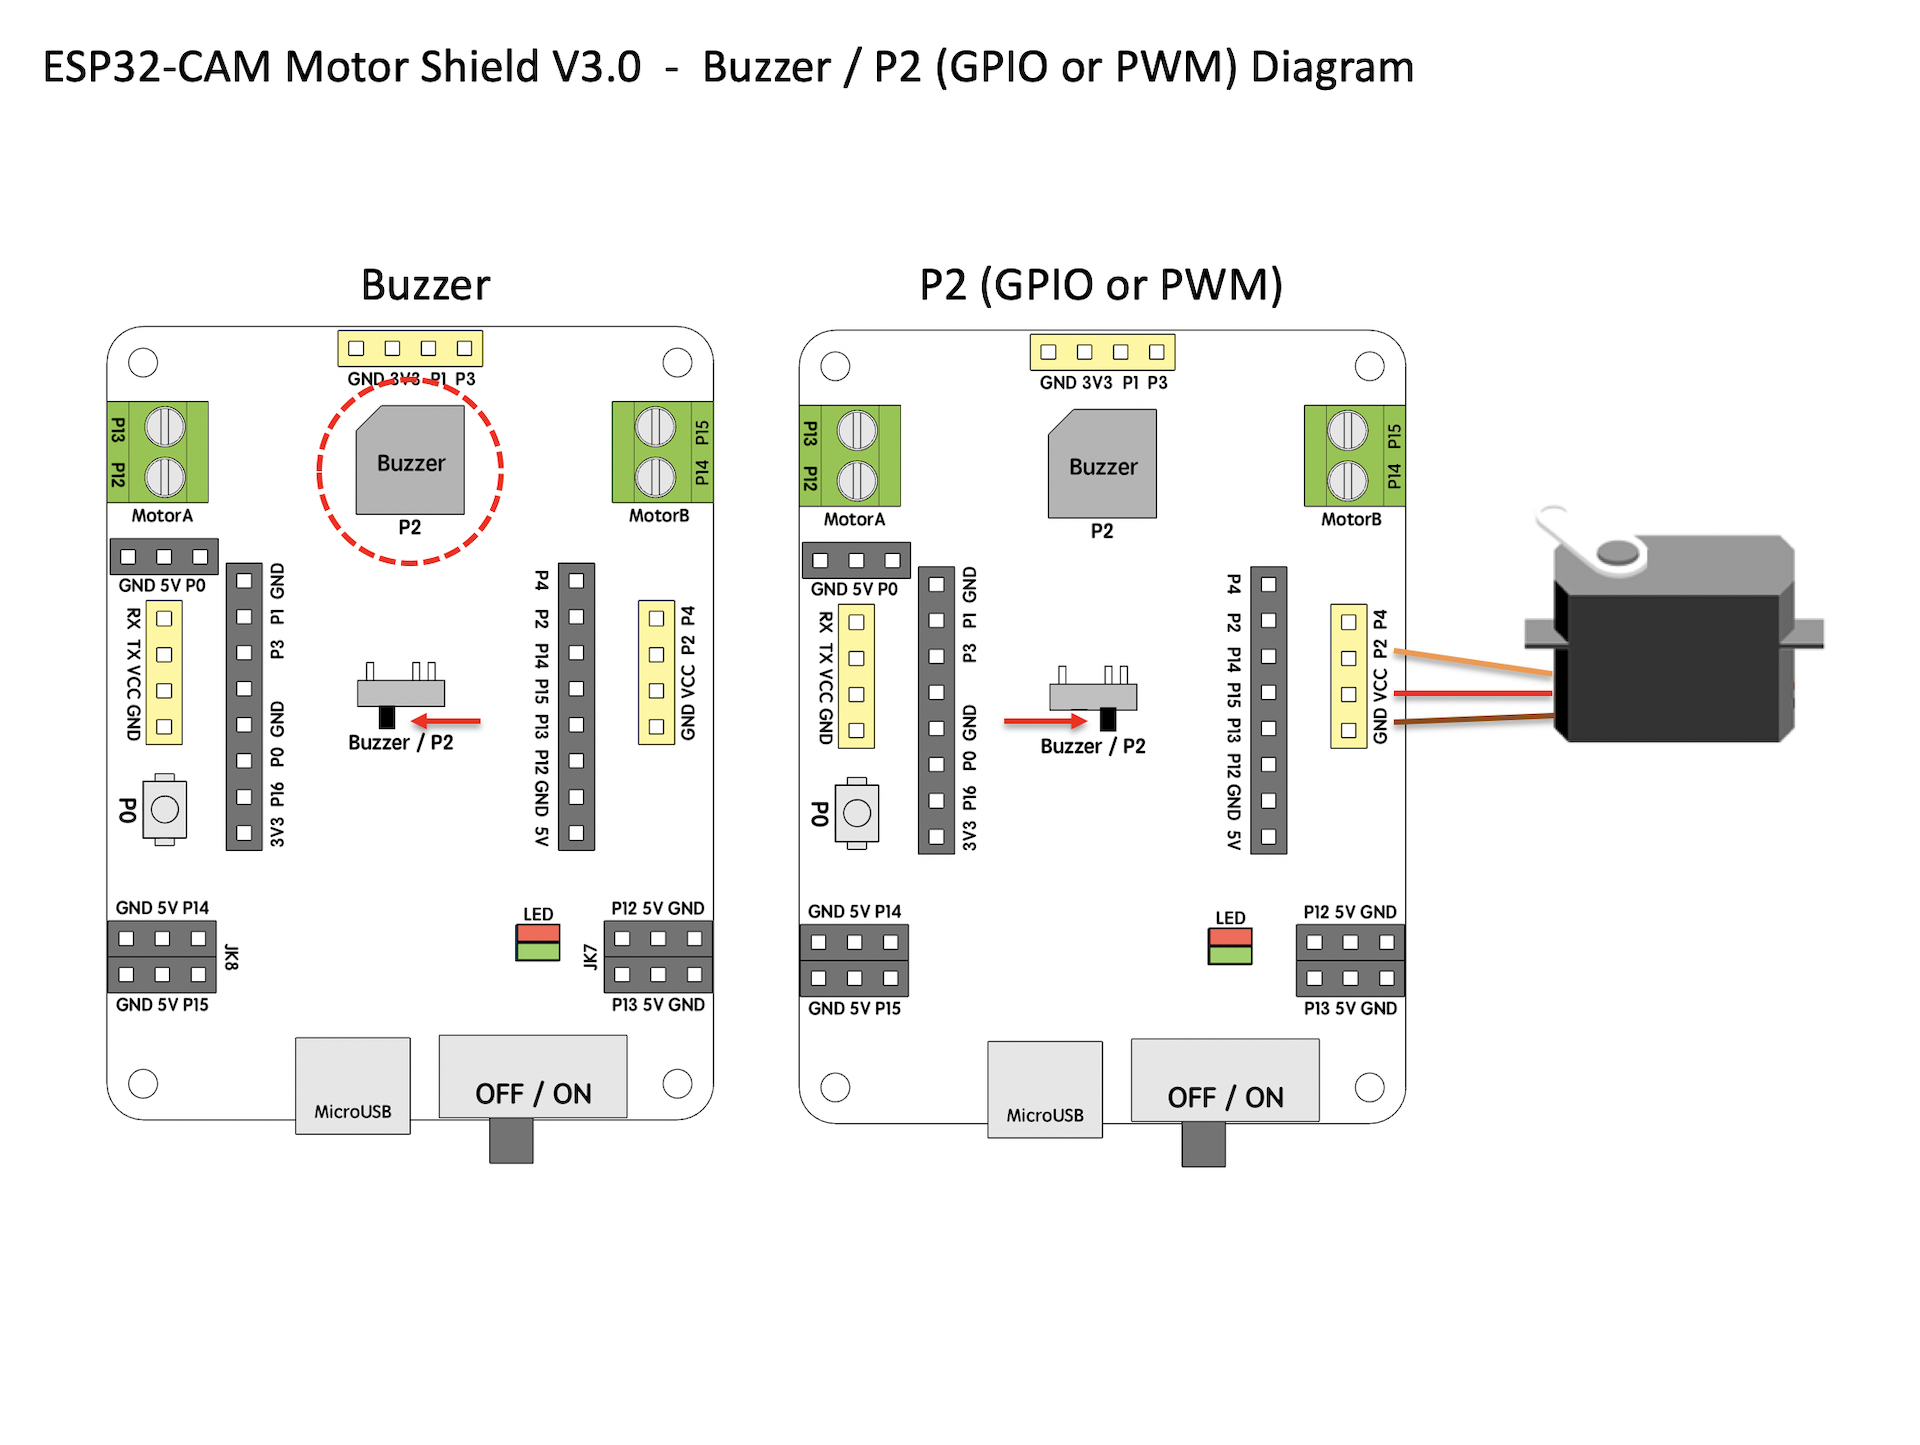 ESP32-CAM Motor Shield V3.0 - Buzzer / P2 (GPIO or PWM) Diagram
Buzzer
GND 3V3 P1 P3
P13
P12
MotorA
Buzzer
P2
P15
P14
MotorB
GND 5V P0
RX TX VCC GND
GND P1 P3 GND P0 P16 3V3
P4 P2 P14 P15 P13 P12 GND 5V
P4 P2 VCC GND
Buzzer / P2
P0
GND 5V P14
JK8
GND 5V P15
LED
P12 5V GND
JK7
P13 5V GND
MicroUSB
OFF / ON
P2 (GPIO or PWM)
GND 3V3 P1 P3
P13
P12
MotorA
Buzzer
P2
P15
P14
MotorB
GND 5V P0
RX TX VCC GND
GND P1 P3 GND P0 P16 3V3
P4 P2 P14 P15 P13 P12 GND 5V
P4 P2 VCC GND
Buzzer / P2
P0
GND 5V P14
GND 5V P15
LED
P12 5V GND
P13 5V GND
MicroUSB
OFF / ON